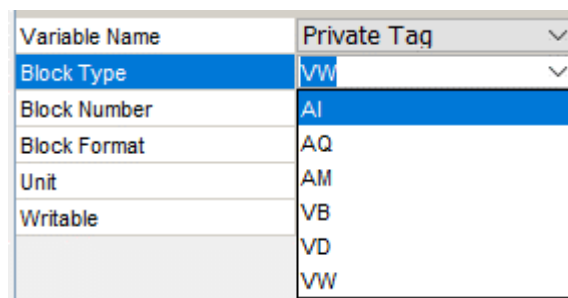 Variable Name Private Tag
Block Type VW
Block Number AI
Block Format AQ
Unit AM
Writable VB
VD
VW